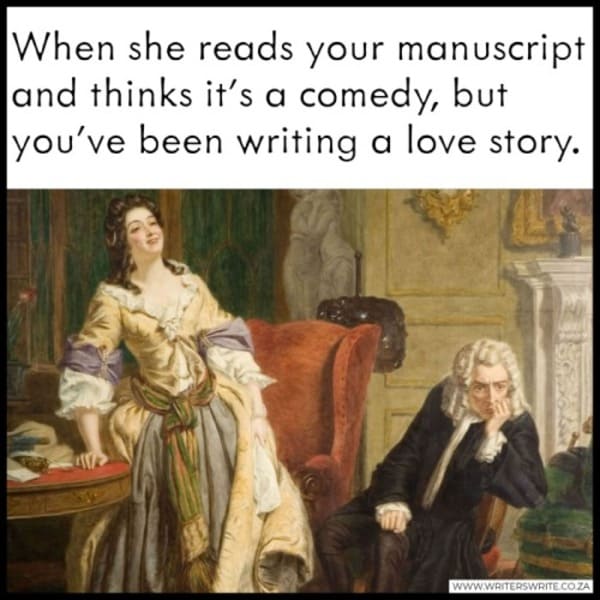 When she reads your manuscript
and thinks it's a comedy, but
you've been writing a love story.
WWW.WRITERSWRITE.CO.ZA